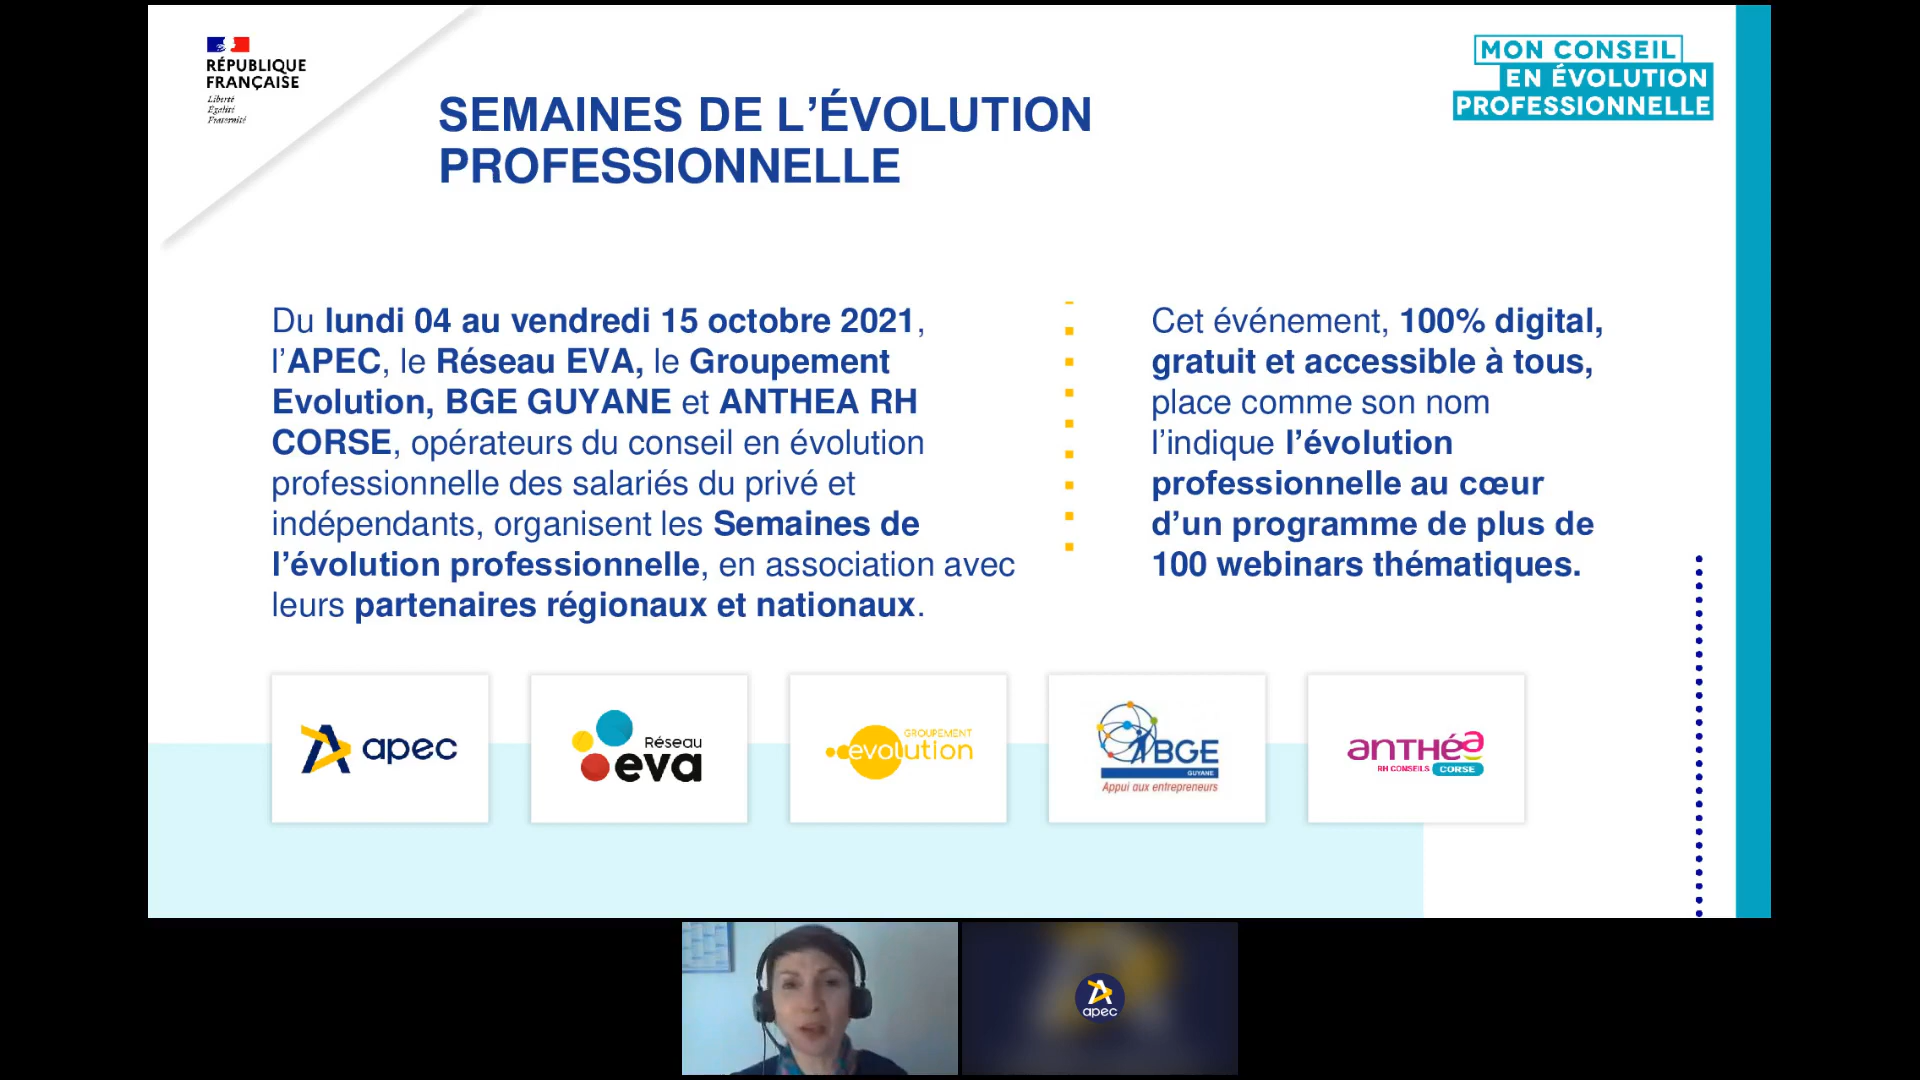 RÉPUBLIQUE
FRANÇAISE
Liberté
Égalité
Fraternité
MON CONSEIL
EN ÉVOLUTION
PROFESSIONNELLE
SEMAINES DE L’ÉVOLUTION
PROFESSIONNELLE
Du lundi 04 au vendredi 15 octobre 2021,
l’APEC, le Réseau EVA, le Groupement
Evolution, BGE GUYANE et ANTHEA RH
CORSE, opérateurs du conseil en évolution
professionnelle des salariés du privé et
indépendants, organisent les Semaines de
l’évolution professionnelle, en association avec
leurs partenaires régionaux et nationaux.
Cet événement, 100% digital,
gratuit et accessible à tous,
place comme son nom
l’indique l’évolution
professionnelle au cœur
d’un programme de plus de
100 webinars thématiques.
apec
Réseau
eva
GROUPEMENT
evolution
BGE
GUYANE
Appui aux entrepreneurs
anthéa
RH CONSEILS CORSE
apec